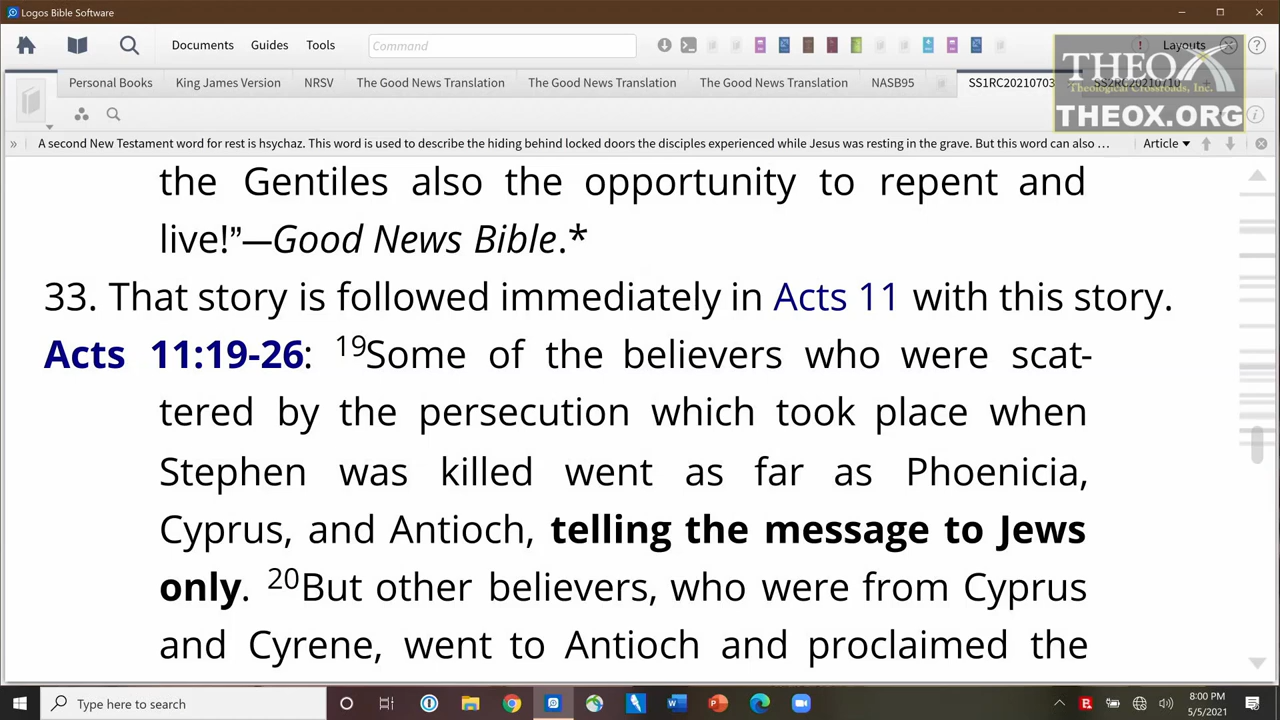 Logos Bible Software
Documents Guides Tools Command Layouts
Personal Books King James Version NRSV The Good News Translation The Good News Translation The Good News Translation NASB95 SS1RC20210703
THEOX
Theological Crossroads, Inc.
THEOX.ORG
A second New Testament word for rest is hsychaz. This word is used to describe the hiding behind locked doors the disciples experienced while Jesus was resting in the grave. But this word can also ... Article
the Gentiles also the opportunity to repent and
live!”—Good News Bible.*
33. That story is followed immediately in Acts 11 with this story.
Acts 11:19-26: 19Some of the believers who were scat-
tered by the persecution which took place when
Stephen was killed went as far as Phoenicia,
Cyprus, and Antioch, telling the message to Jews
only. 20But other believers, who were from Cyprus
and Cyrene, went to Antioch and proclaimed the
Type here to search
8:00 PM
5/5/2021